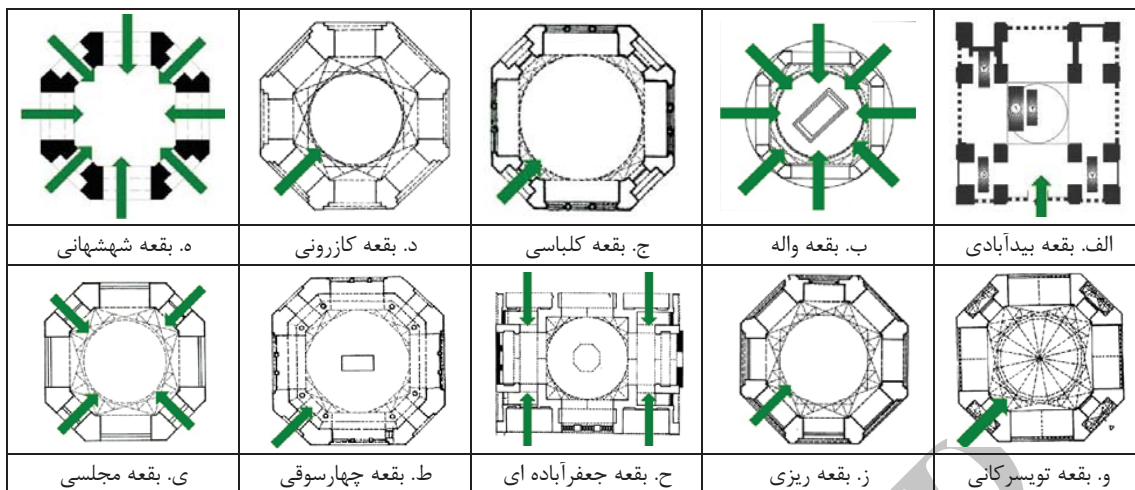 الف. بقعه بیدآبادی
ب. بقعه واله
ج. بقعه کلباسی
د. بقعه کازرونی
ه. بقعه شهشهانی
و. بقعه تویسرکانی
ز. بقعه ریزی
ح. بقعه جعفرآباده ای
ط. بقعه چهارسوقی
ی. بقعه مجلسی